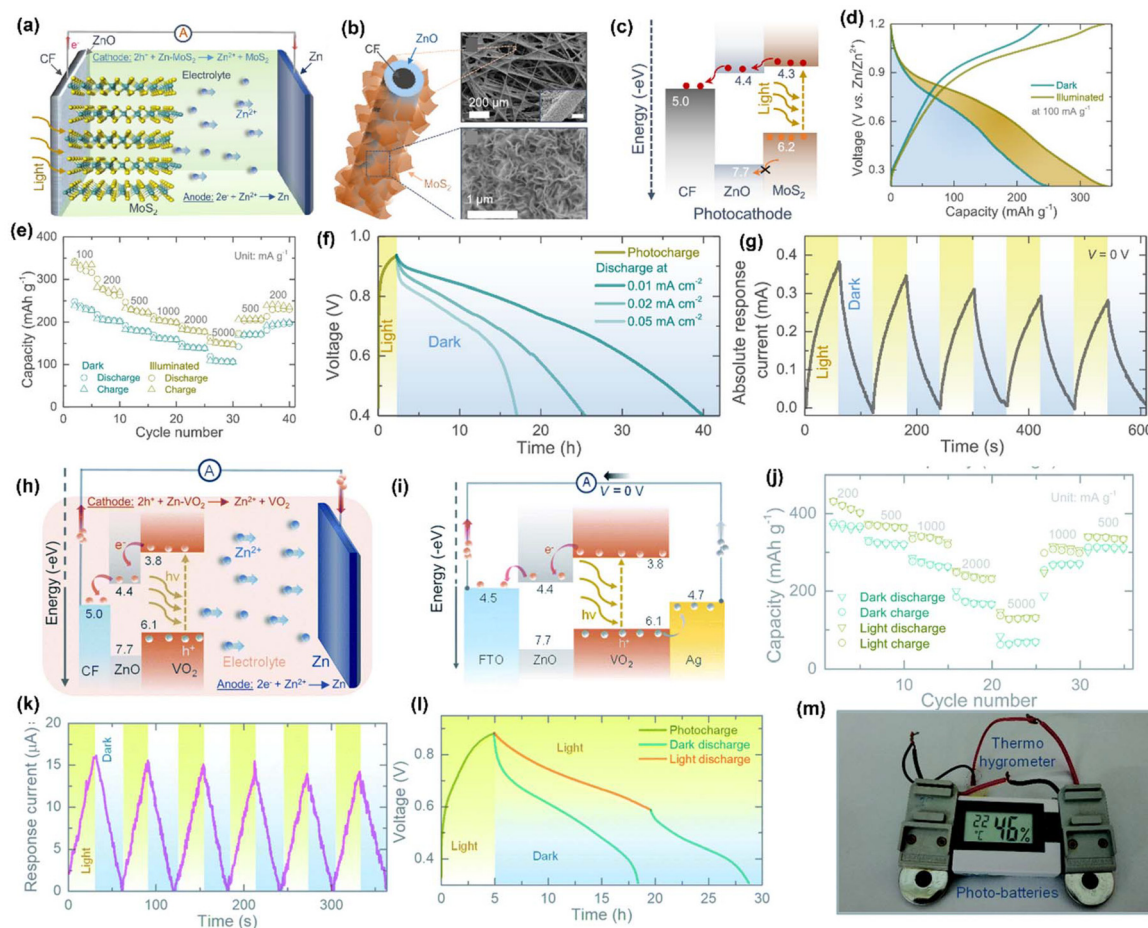 (a)
ZnO
CF
e⁻
A
Zn
Cathode: 2h⁺ + Zn-MoS₂ → Zn²⁺ + MoS₂
Electrolyte
Zn²⁺
Light
MoS₂
Anode: 2e⁻ + Zn²⁺ → Zn
(b)
CF
ZnO
200 μm
MoS₂
1 μm
(c)
Energy (-eV)
4.4
4.3
5.0
Light
6.2
7.7
CF
ZnO
MoS₂
Photocathode
(d)
Voltage (V vs. Zn/Zn²⁺)
1.2
0.9
0.6
0.3
Dark
Illuminated
at 100 mA g⁻¹
0 100 200 300
Capacity (mAh g⁻¹)
(e)
Capacity (mAh g⁻¹)
400
350
300
250
200
150
100
50
0
Unit: mA g⁻¹
100
200
500
1000
2000
5000
500
200
Dark
Illuminated
Discharge
Discharge
Charge
Charge
0 10 20 30 40
Cycle number
(f)
Voltage (V)
1.0
0.8
0.6
0.4
Light
Dark
Photocharge
Discharge at
0.01 mA cm⁻²
0.02 mA cm⁻²
0.05 mA cm⁻²
0 10 20 30 40
Time (h)
(g)
Absolute response
current (mA)
0.4
0.3
0.2
0.1
0.0
V = 0 V
Light
Dark
0 200 400 600
Time (s)
(h)
A
Cathode: 2h⁺ + Zn-VO₂ → Zn²⁺ + VO₂
Energy (-eV)
e⁻
3.8
Zn²⁺
4.4
hν
5.0
6.1
7.7
h⁺
CF
ZnO
VO₂
Electrolyte
Zn
Anode: 2e⁻ + Zn²⁺ → Zn
(i)
A
V = 0 V
Energy (-eV)
e⁻
3.8
4.5
4.4
hν
4.7
6.1
7.7
h⁺
FTO
ZnO
VO₂
Ag
(j)
Capacity (mAh g⁻¹)
400
200
0
Unit: mA g⁻¹
200
500
1000
2000
5000
1000
500
Dark discharge
Dark charge
Light discharge
Light charge
10 20 30
Cycle number
(k)
Response current (μA)
25
20
15
10
5
0
Dark
Light
0 100 200 300
Time (s)
(l)
Voltage (V)
0.8
0.6
0.4
Light
Photocharge
Dark discharge
Light discharge
Light
Dark
0 5 10 15 20 25 30
Time (h)
(m)
Thermo
hygrometer
22
°C
46%
Photo-batteries